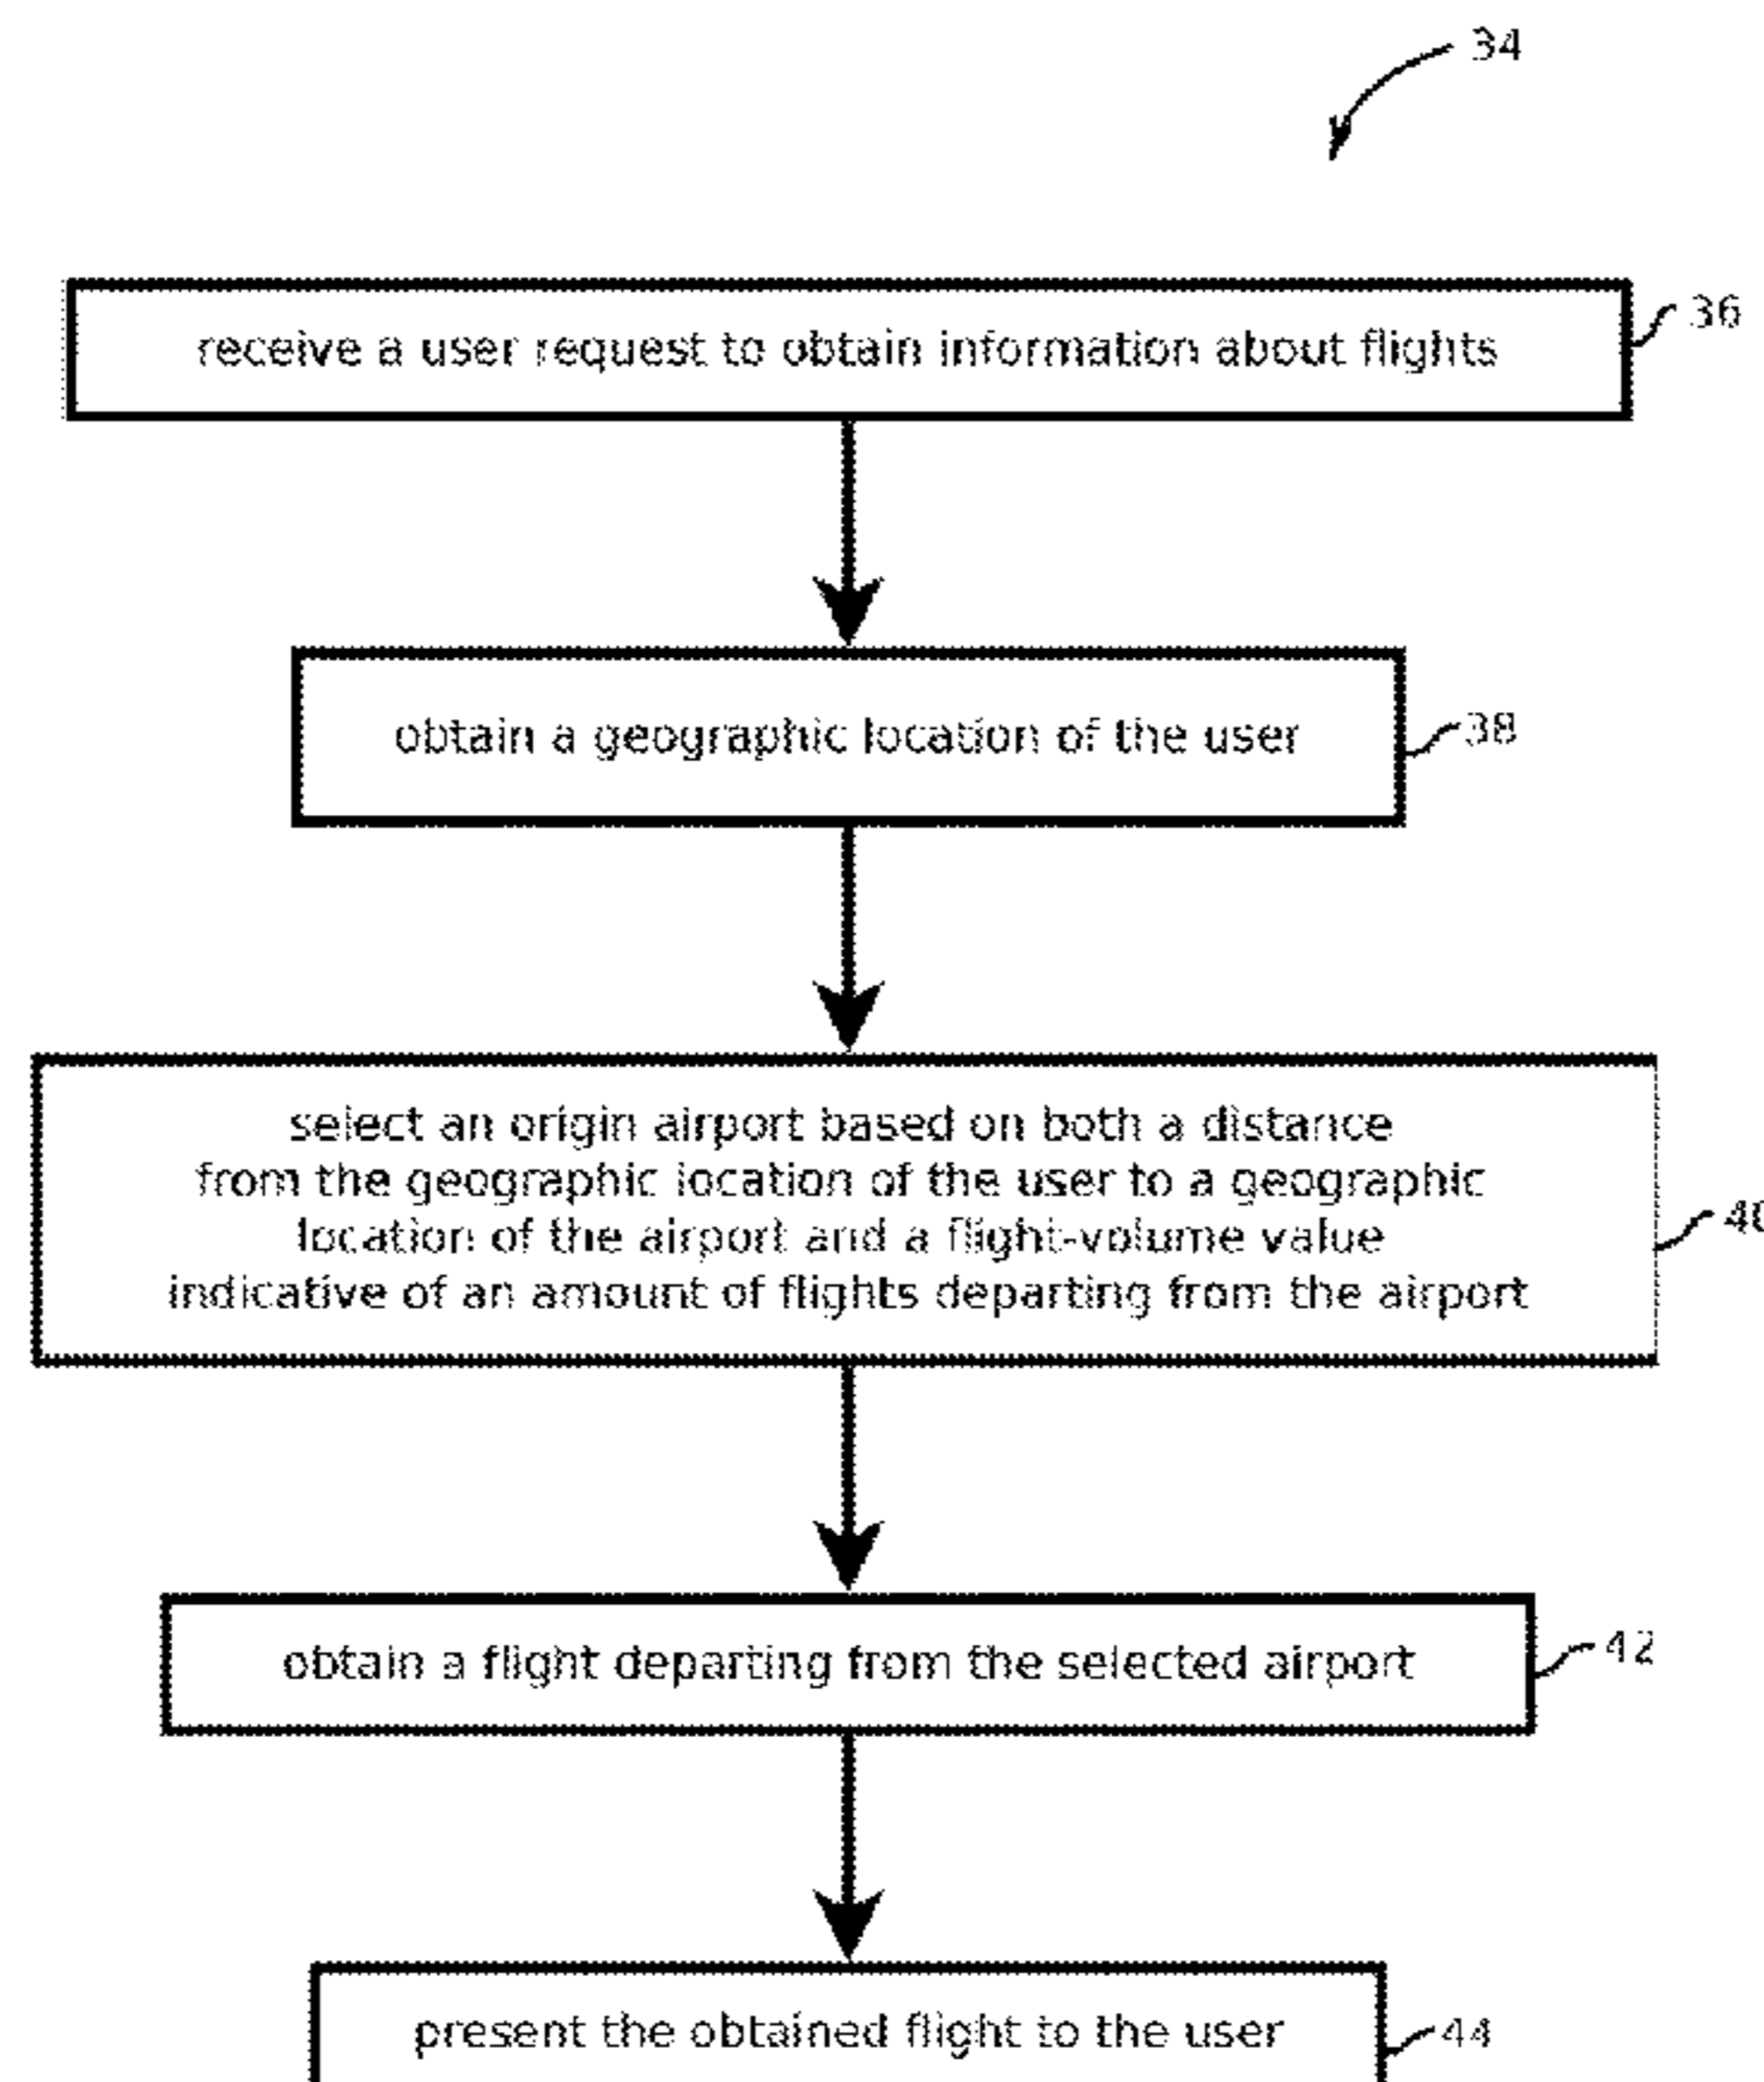 34
receive a user request to obtain information about flights
36
obtain a geographic location of the user
38
select an origin airport based on both a distance
from the geographic location of the user to a geographic
location of the airport and a flight-volume value
indicative of an amount of flights departing from the airport
40
obtain a flight departing from the selected airport
42
present the obtained flight to the user
44